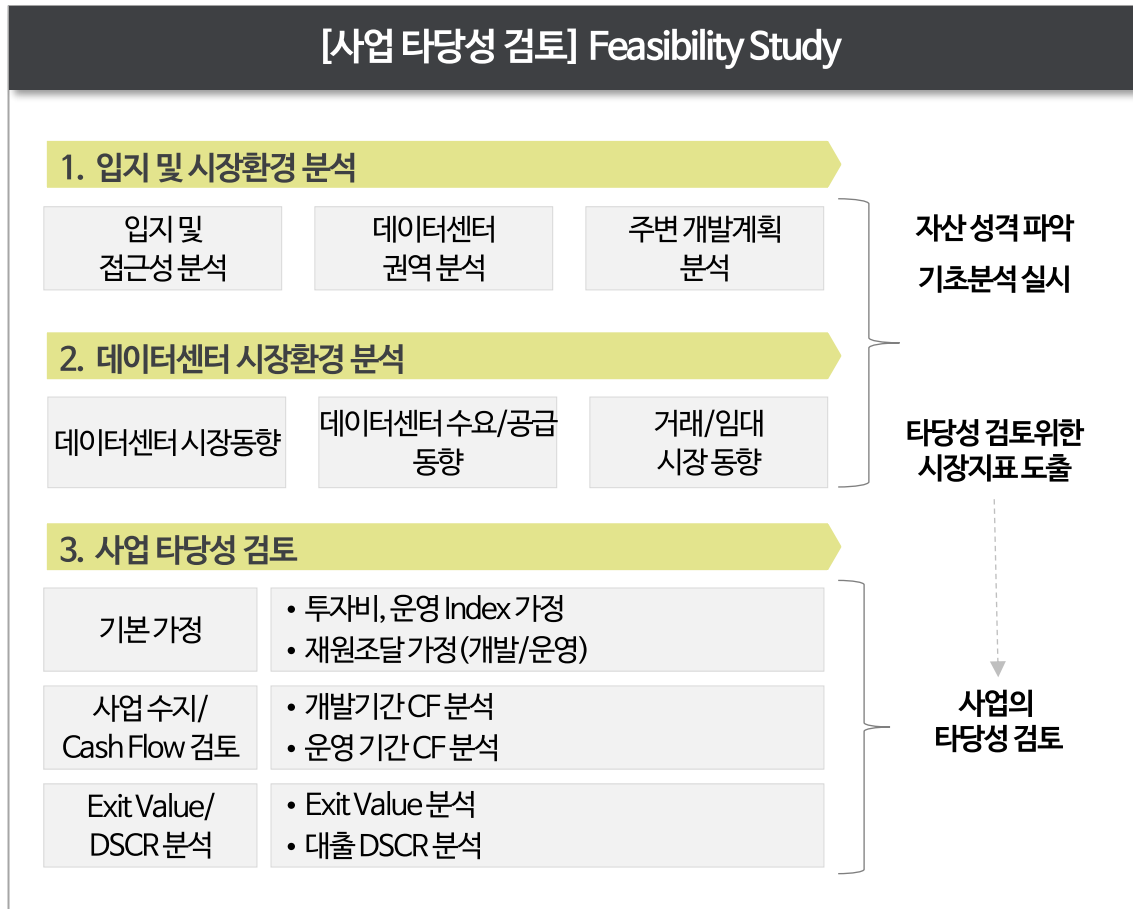 [사업 타당성 검토] Feasibility Study
1. 입지 및 시장환경 분석
입지 및
접근성 분석
데이터센터
권역 분석
주변 개발계획
분석
자산 성격 파악
기초분석 실시
2. 데이터센터 시장환경 분석
데이터센터 시장동향
데이터센터 수요/공급
동향
거래/임대
시장 동향
타당성 검토위한
시장지표 도출
3. 사업 타당성 검토
기본 가정
• 투자비, 운영 Index 가정
• 재원조달 가정(개발/운영)
사업 수지/
Cash Flow 검토
• 개발기간 CF 분석
• 운영 기간 CF 분석
사업의
타당성 검토
Exit Value/
DSCR 분석
• Exit Value 분석
• 대출 DSCR 분석